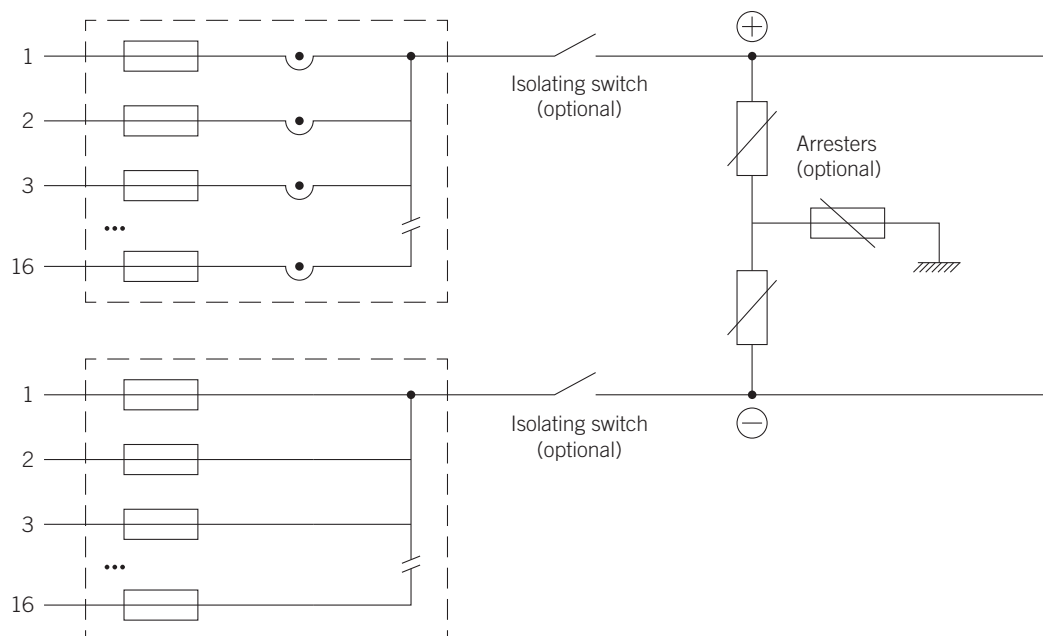 1
2
3
...
16
Isolating switch
(optional)
+
Arresters
(optional)
1
2
3
...
16
Isolating switch
(optional)
−